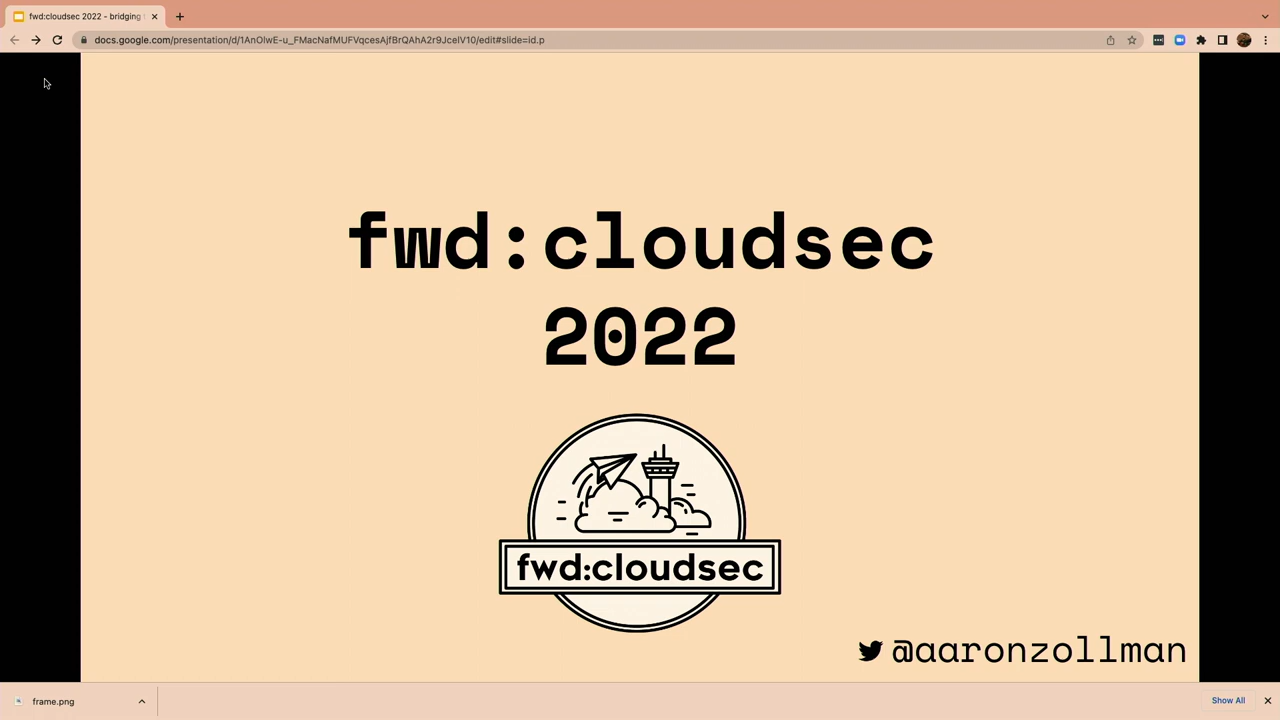 fwd:cloudsec 2022 - bridging
docs.google.com/presentation/d/1AnOlwE-u_FMacNafMUFVqcesAjfBrQAhA2r9JcelV10/edit#slide=id.p
fwd:cloudsec
2022
fwd:cloudsec
@aaronzollman
frame.png
Show All